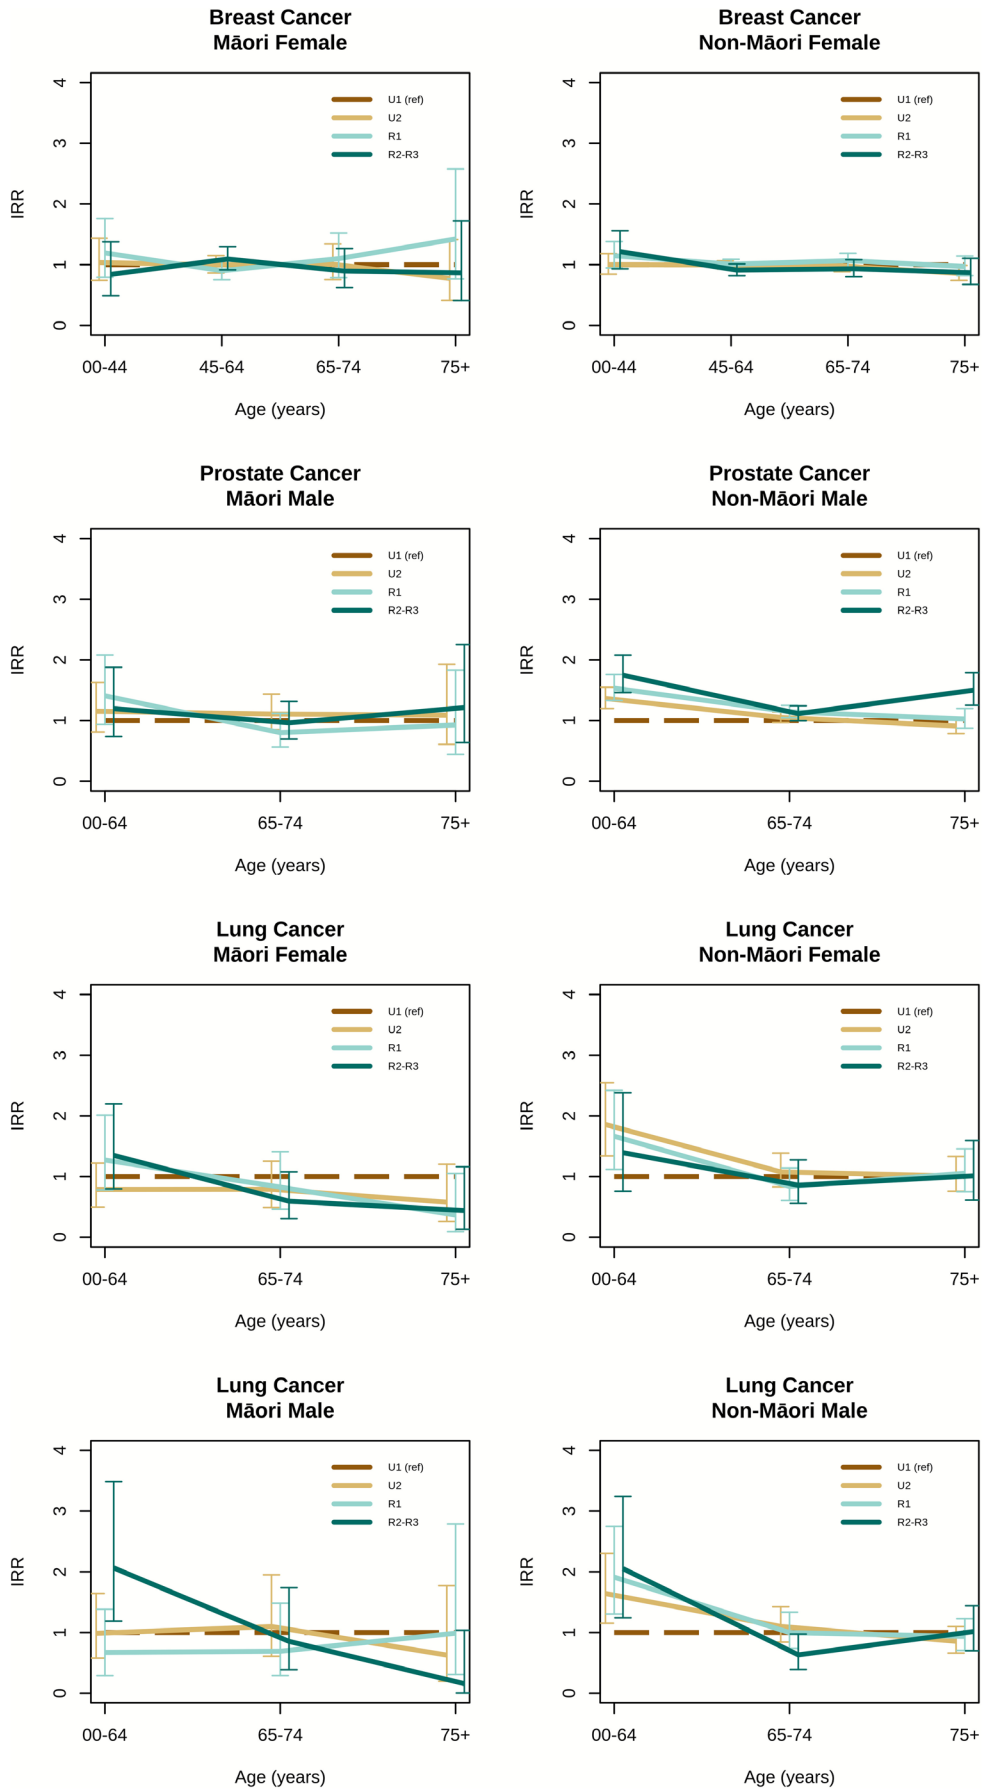 Breast Cancer
Māori Female
IRR
4
3
2
1
0
U1 (ref)
U2
R1
R2-R3
00-44
45-64
65-74
75+
Age (years)
Breast Cancer
Non-Māori Female
IRR
4
3
2
1
0
U1 (ref)
U2
R1
R2-R3
00-44
45-64
65-74
75+
Age (years)
Prostate Cancer
Māori Male
IRR
4
3
2
1
0
U1 (ref)
U2
R1
R2-R3
00-64
65-74
75+
Age (years)
Prostate Cancer
Non-Māori Male
IRR
4
3
2
1
0
U1 (ref)
U2
R1
R2-R3
00-64
65-74
75+
Age (years)
Lung Cancer
Māori Female
IRR
4
3
2
1
0
U1 (ref)
U2
R1
R2-R3
00-64
65-74
75+
Age (years)
Lung Cancer
Non-Māori Female
IRR
4
3
2
1
0
U1 (ref)
U2
R1
R2-R3
00-64
65-74
75+
Age (years)
Lung Cancer
Māori Male
IRR
4
3
2
1
0
U1 (ref)
U2
R1
R2-R3
00-64
65-74
75+
Age (years)
Lung Cancer
Non-Māori Male
IRR
4
3
2
1
0
U1 (ref)
U2
R1
R2-R3
00-64
65-74
75+
Age (years)